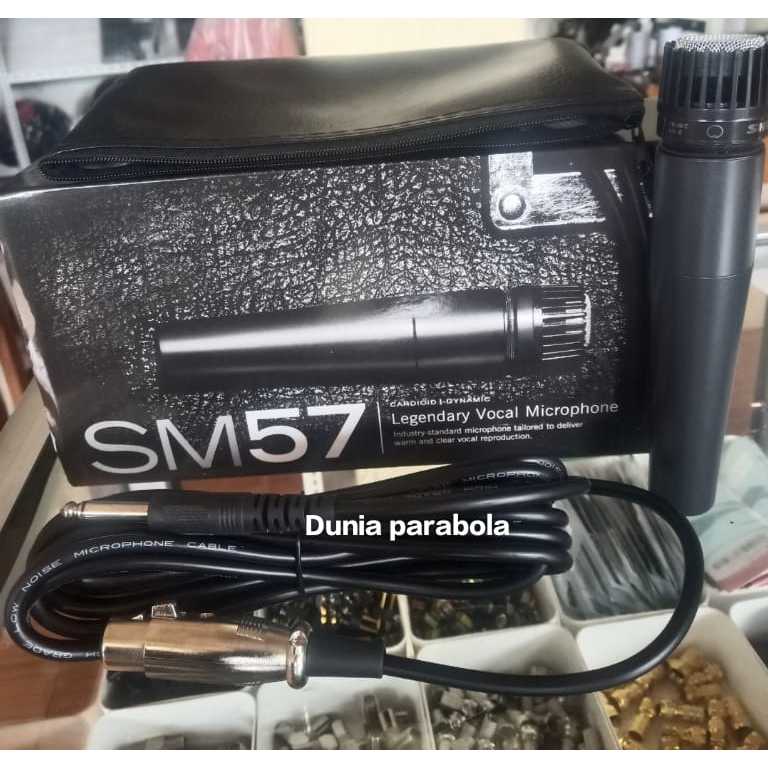 SM57
CARDIOID | DYNAMIC
Legendary Vocal Microphone
Industry-standard microphone tailored to deliver
warm and clear vocal reproduction.
Dunia parabola
MICROPHONE
LOW NOISE MICROPHONE CABLE
GRADE